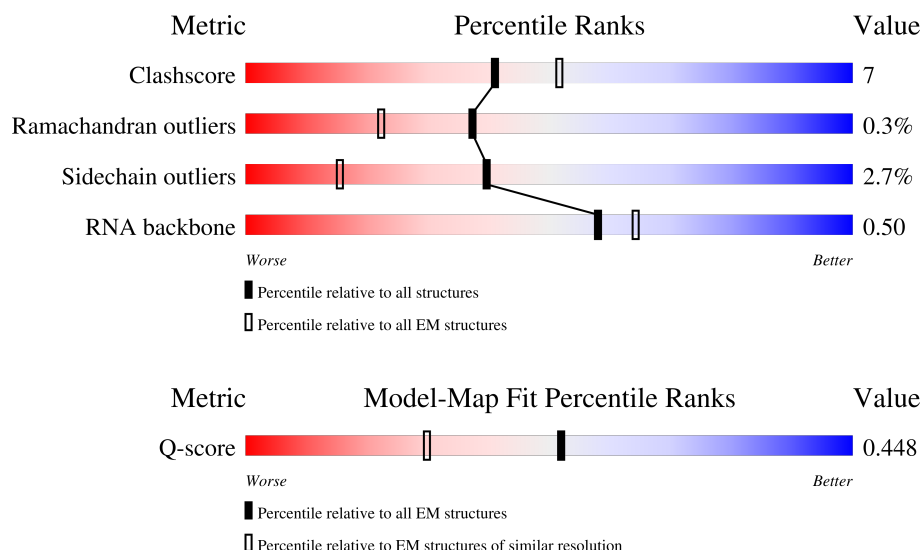 Metric Percentile Ranks Value
Clashscore 7
Ramachandran outliers 0.3%
Sidechain outliers 2.7%
RNA backbone 0.50
Worse Better
Percentile relative to all structures
Percentile relative to all EM structures
Metric Model-Map Fit Percentile Ranks Value
Q-score 0.448
Worse Better
Percentile relative to all EM structures
Percentile relative to EM structures of similar resolution